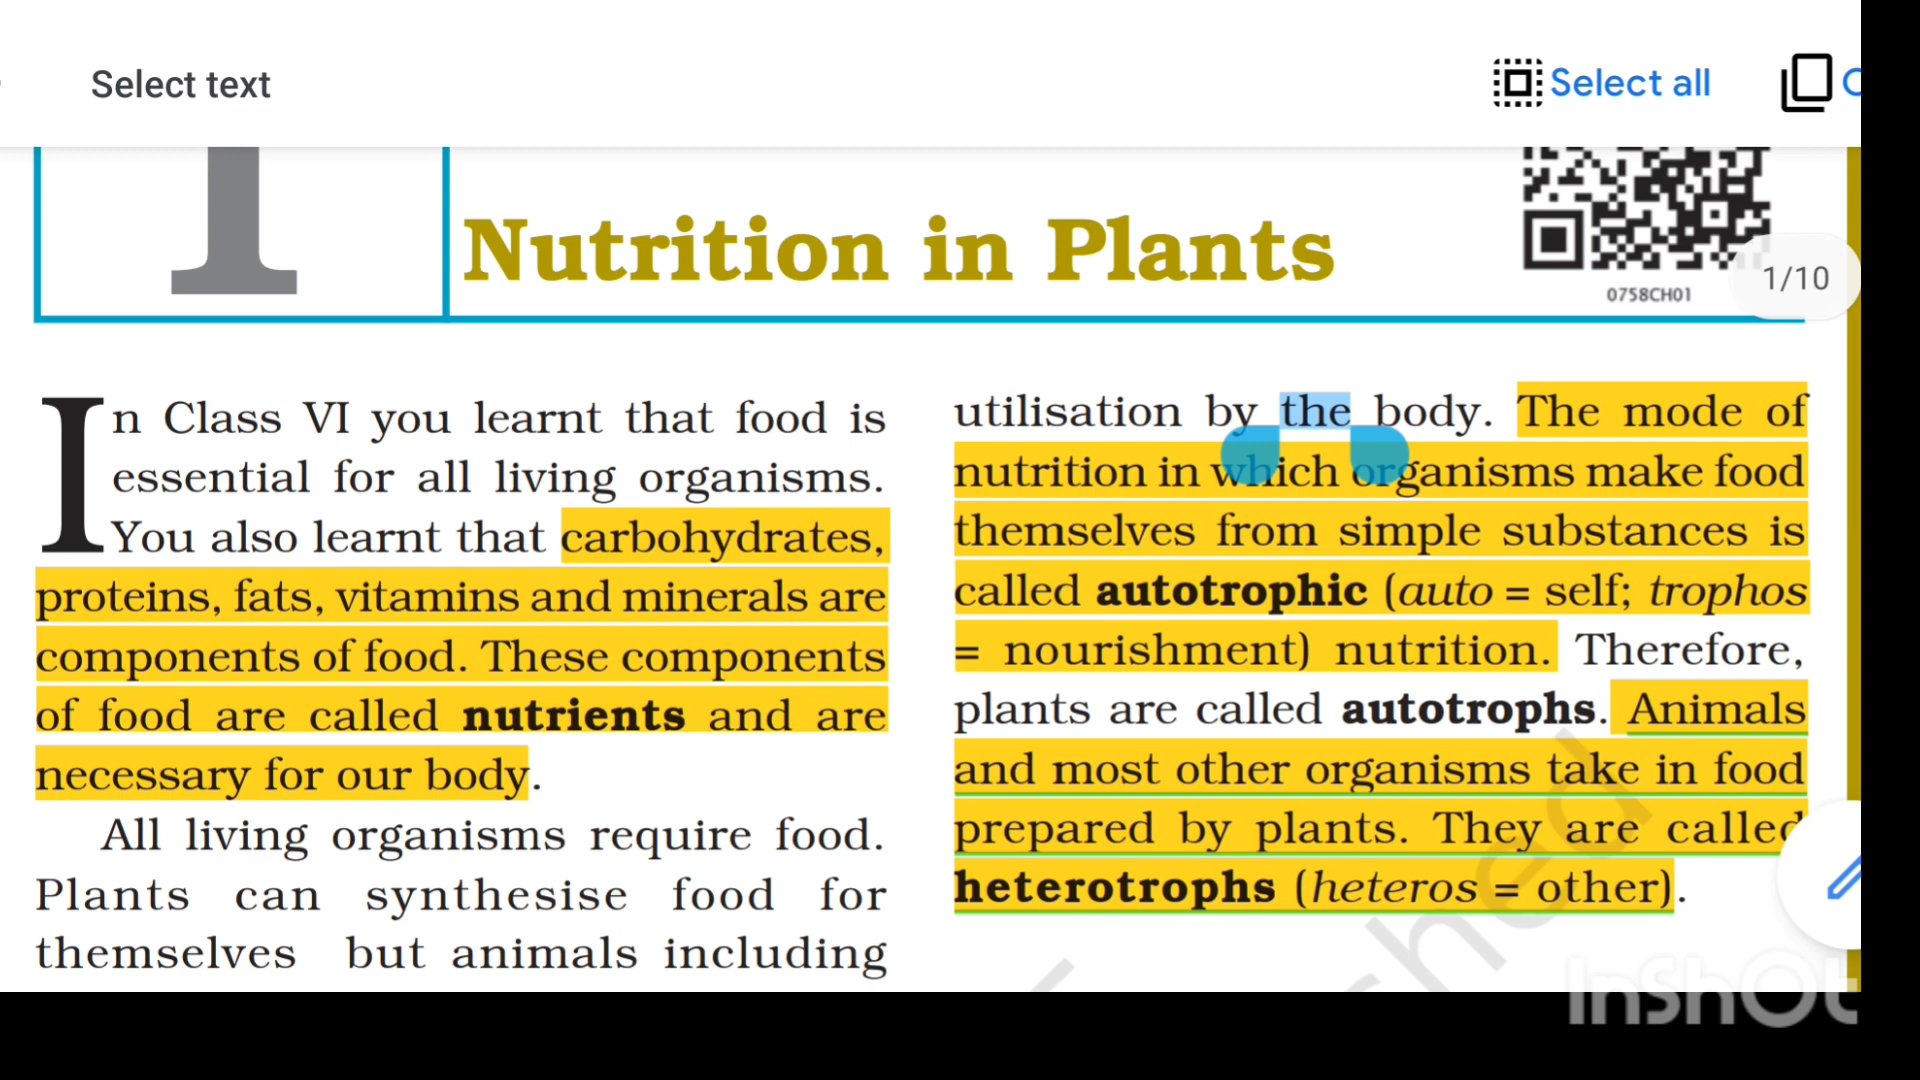 Select text
Select all
1
Nutrition in Plants
0758CH01
1/10
In Class VI you learnt that food is
essential for all living organisms.
You also learnt that carbohydrates,
proteins, fats, vitamins and minerals are
components of food. These components
of food are called nutrients and are
necessary for our body.
All living organisms require food.
Plants can synthesise food for
themselves but animals including
utilisation by the body. The mode of
nutrition in which organisms make food
themselves from simple substances is
called autotrophic (auto = self; trophos
= nourishment) nutrition. Therefore,
plants are called autotrophs. Animals
and most other organisms take in food
prepared by plants. They are called
heterotrophs (heteros = other).
InShOt